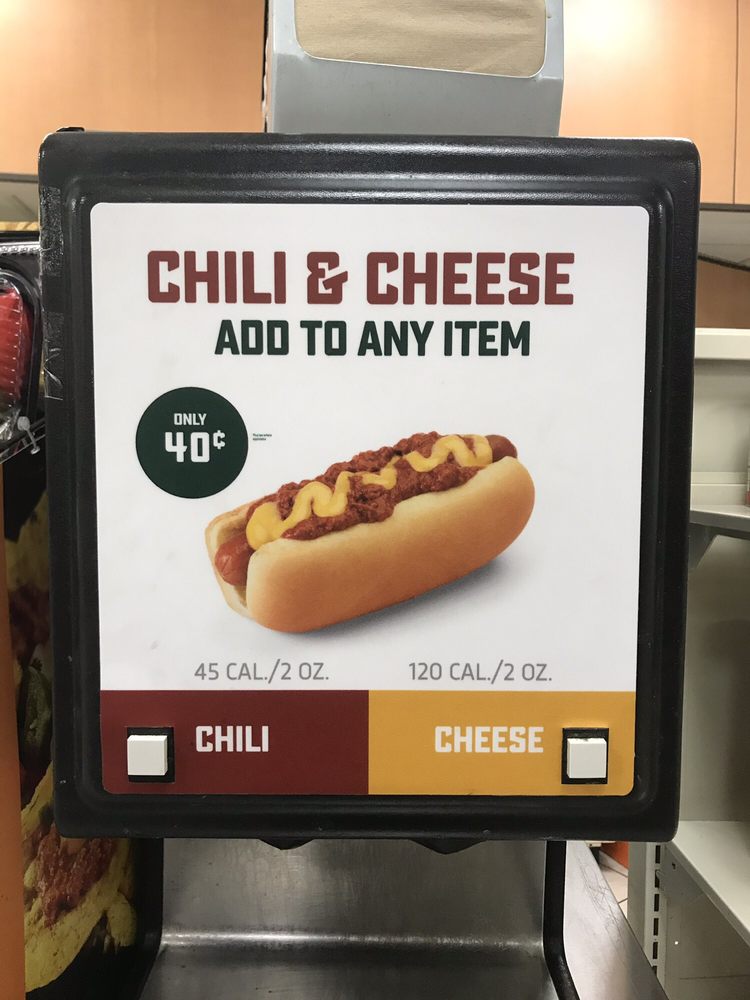 CHILI & CHEESE
ADD TO ANY ITEM
ONLY
40¢
45 CAL./2 OZ.
120 CAL./2 OZ.
CHILI
CHEESE